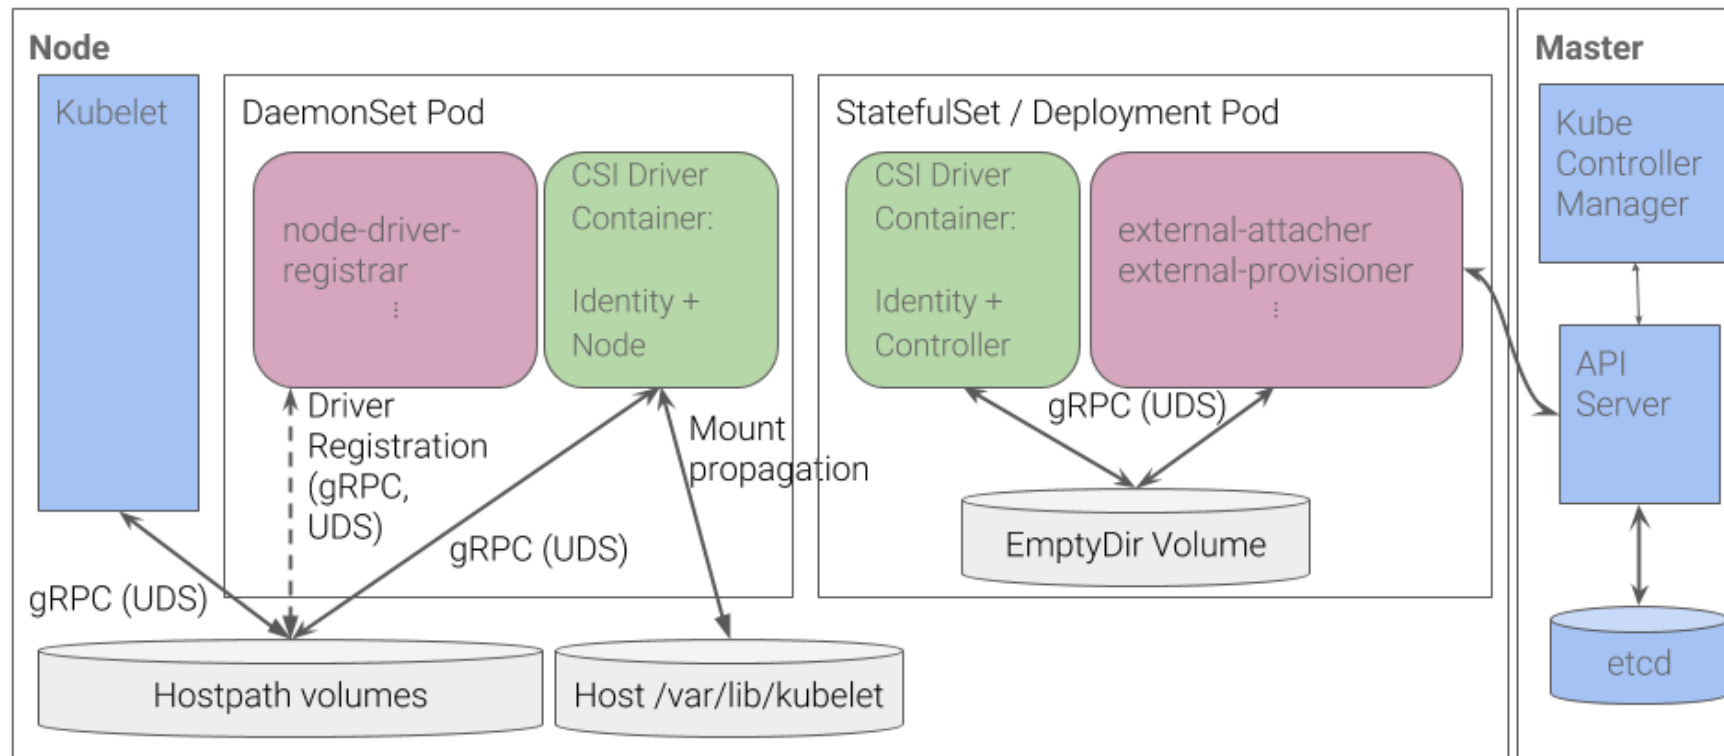 Node
Kubelet
DaemonSet Pod
node-driver-
registrar
⋮
CSI Driver
Container:
Identity +
Node
Driver
Registration
(gRPC,
UDS)
Mount
propagation
gRPC (UDS)
gRPC (UDS)
Hostpath volumes
Host /var/lib/kubelet
StatefulSet / Deployment Pod
CSI Driver
Container:
Identity +
Controller
external-attacher
external-provisioner
⋮
gRPC (UDS)
EmptyDir Volume
Master
Kube
Controller
Manager
API
Server
etcd